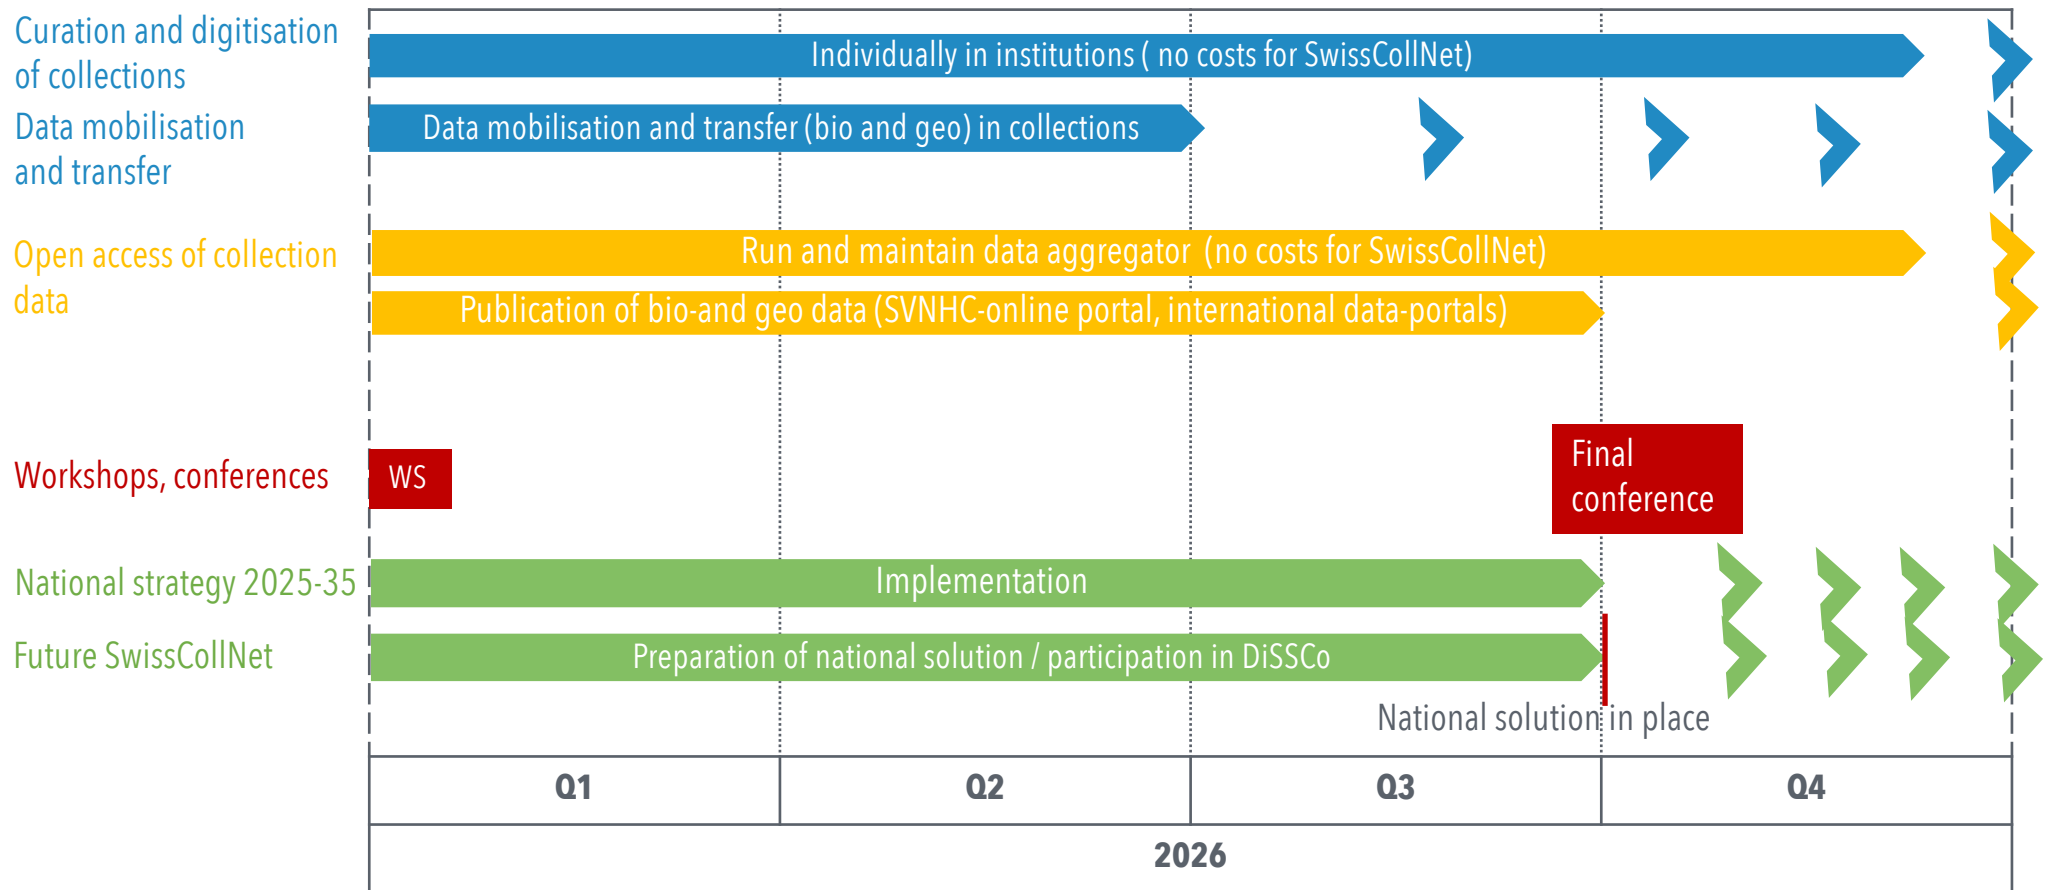 Curation and digitisation
of collections
Individually in institutions ( no costs for SwissCollNet)
Data mobilisation
and transfer
Data mobilisation and transfer (bio and geo) in collections
Open access of collection
data
Run and maintain data aggregator (no costs for SwissCollNet)
Publication of bio-and geo data (SVNHC-online portal, international data-portals)
Workshops, conferences
WS
Final
conference
National strategy 2025-35
Implementation
Future SwissCollNet
Preparation of national solution / participation in DiSSCo
National solution in place
Q1
Q2
Q3
Q4
2026